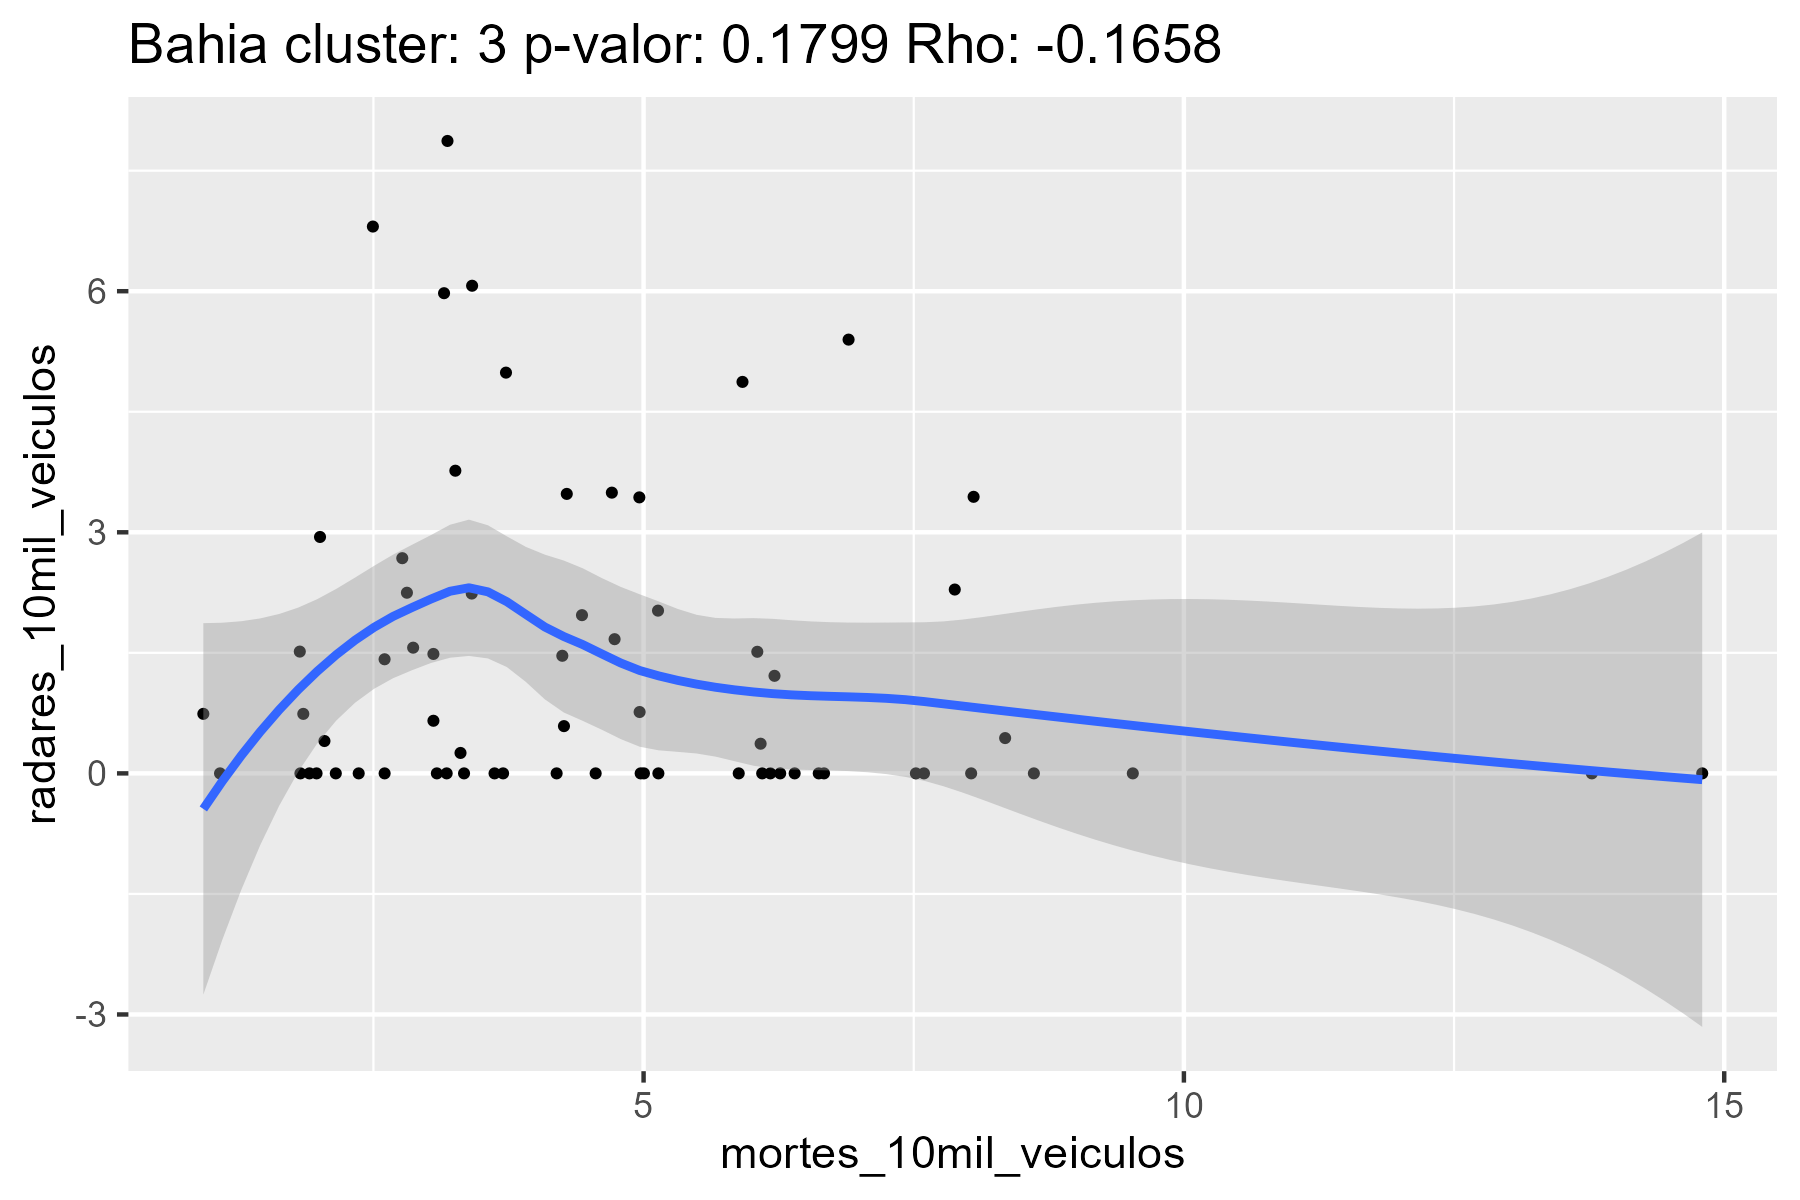 Bahia cluster: 3 p-valor: 0.1799 Rho: -0.1658
radares_10mil_veiculos
6
3
0
-3
5
10
15
mortes_10mil_veiculos